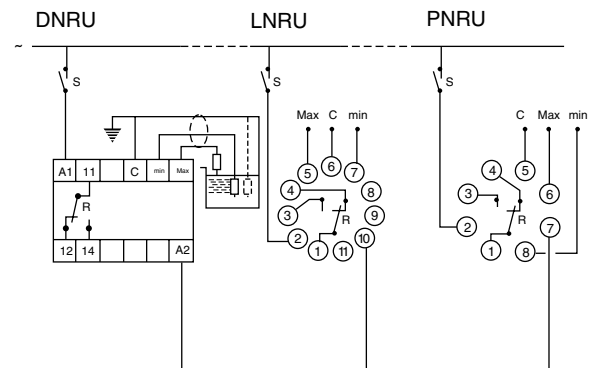 DNRU LNRU PNRU
~
S S S
Max C min C Max min
A1 11 C min Max
5 6 7 4 5
4 8 3 6
R 3 R 9 R
2 10 2 7
12 14 A2 1 11 1 8